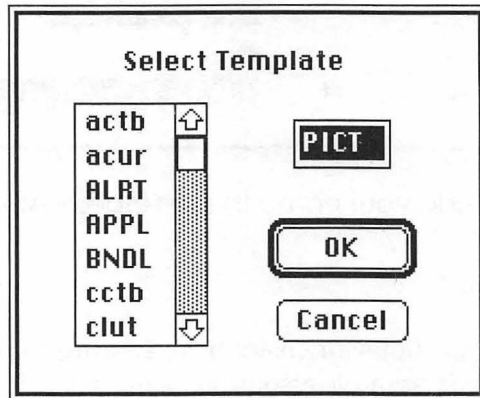 Select Template
actb
acur
ALRT
APPL
BNDL
cctb
clut
PICT
OK
Cancel